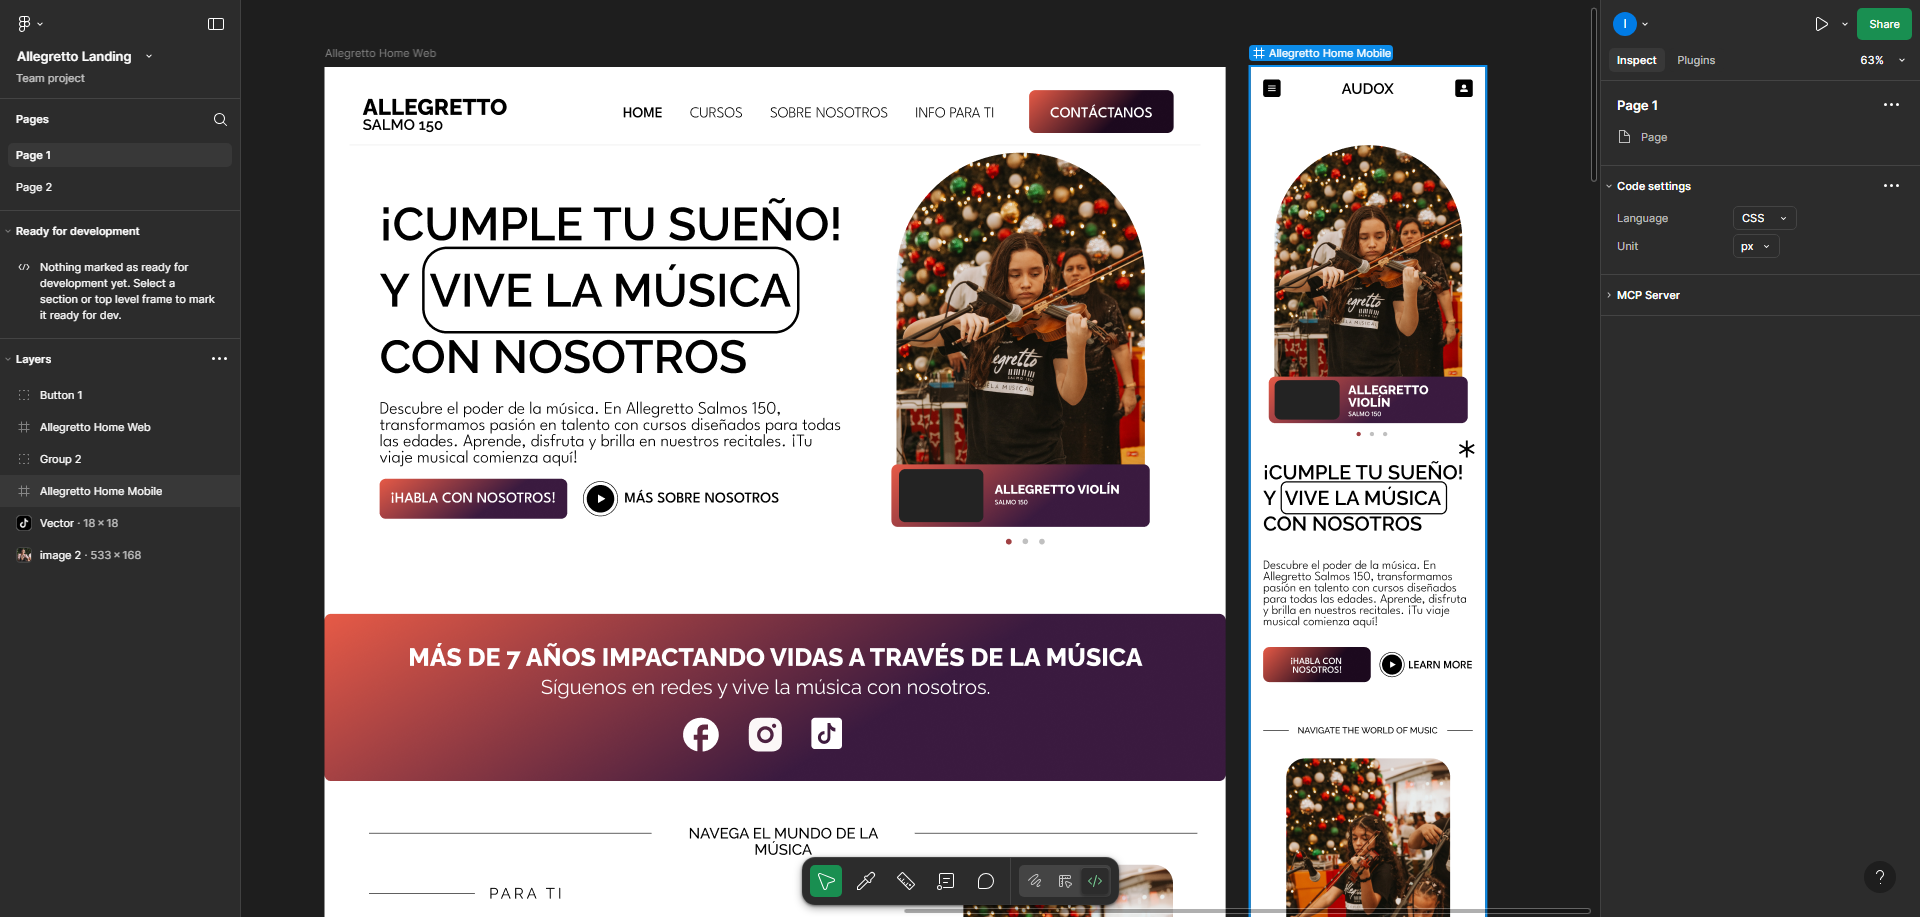 Allegretto Landing
Team project
Pages
Page 1
Page 2
Ready for development
Nothing marked as ready for
development yet. Select a
section or top level frame to mark
it ready for dev.
Layers
Button 1
Allegretto Home Web
Group 2
Allegretto Home Mobile
Vector · 18 × 18
image 2 · 533 × 168
Allegretto Home Web
ALLEGRETTO
SALMO 150
HOME
CURSOS
SOBRE NOSOTROS
INFO PARA TI
CONTÁCTANOS
¡CUMPLE TU SUEÑO!
Y VIVE LA MÚSICA
CON NOSOTROS
Descubre el poder de la música. En Allegretto Salmos 150,
transformamos pasión en talento con cursos diseñados para todas
las edades. Aprende, disfruta y brilla en nuestros recitales. ¡Tu
viaje musical comienza aquí!
¡HABLA CON NOSOTROS!
MÁS SOBRE NOSOTROS
ALLEGRETTO VIOLÍN
SALMO 150
MÁS DE 7 AÑOS IMPACTANDO VIDAS A TRAVÉS DE LA MÚSICA
Síguenos en redes y vive la música con nosotros.
NAVEGA EL MUNDO DE LA
MÚSICA
PARA TI
Allegretto Home Mobile
AUDOX
ALLEGRETTO
VIOLÍN
SALMO 150
¡CUMPLE TU SUEÑO!
Y VIVE LA MÚSICA
CON NOSOTROS
Descubre el poder de la música. En
Allegretto Salmos 150, transformamos
pasión en talento con cursos diseñados
para todas las edades. Aprende, disfruta
y brilla en nuestros recitales. ¡Tu viaje
musical comienza aquí!
¡HABLA CON
NOSOTROS!
LEARN MORE
NAVIGATE THE WORLD OF MUSIC
I
Share
Inspect
Plugins
63%
Page 1
Page
Code settings
Language
CSS
Unit
px
MCP Server
?